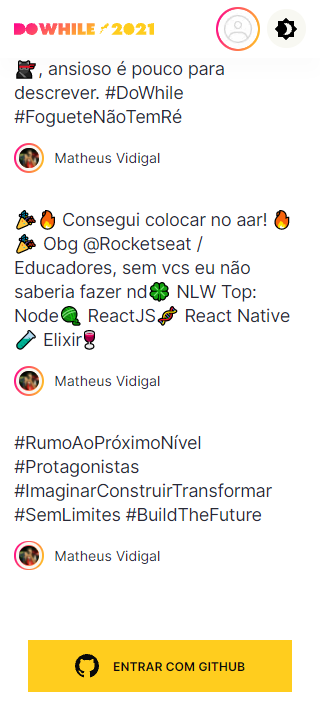 DOWHILE 2021
🥷, ansioso é pouco para
descrever. #DoWhile
#FogueteNãoTemRé
Matheus Vidigal
🎉🔥 Consegui colocar no aar! 🔥
🎉 Obg @Rocketseat /
Educadores, sem vcs eu não
saberia fazer nd🍀 NLW Top:
Node🍭 ReactJS🍬 React Native
🧪 Elixir🍷
Matheus Vidigal
#RumoAoPróximoNível
#Protagonistas
#ImaginarConstruirTransformar
#SemLimites #BuildTheFuture
Matheus Vidigal
ENTRAR COM GITHUB